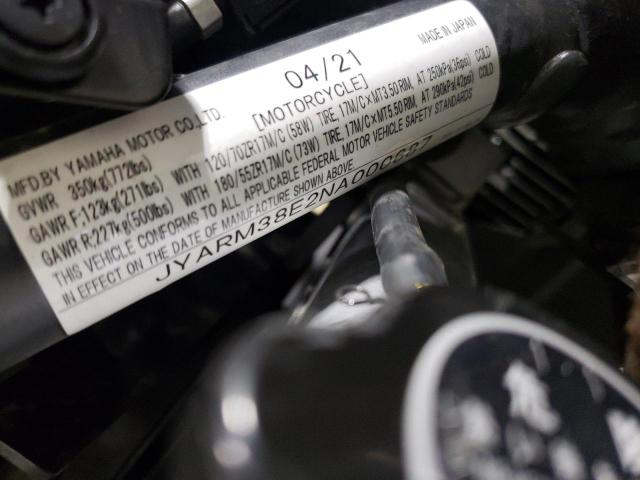 04/21
MADE IN JAPAN
MFD.BY YAMAHA MOTOR CO.,LTD.
[MOTORCYCLE]
GVWR 350kg(772lbs)
GAWR F:123kg(271lbs) WITH 120/70ZR17M/C (58W) TIRE, 17M/C×MT3.50 RIM, AT 250kPa(36psi) COLD
GAWR R:227kg(500lbs) WITH 180/55ZR17M/C (73W) TIRE, 17M/C×MT5.50 RIM, AT 290kPa(42psi) COLD
THIS VEHICLE CONFORMS TO ALL APPLICABLE FEDERAL MOTOR VEHICLE SAFETY STANDARDS
IN EFFECT ON THE DATE OF MANUFACTURE SHOWN ABOVE